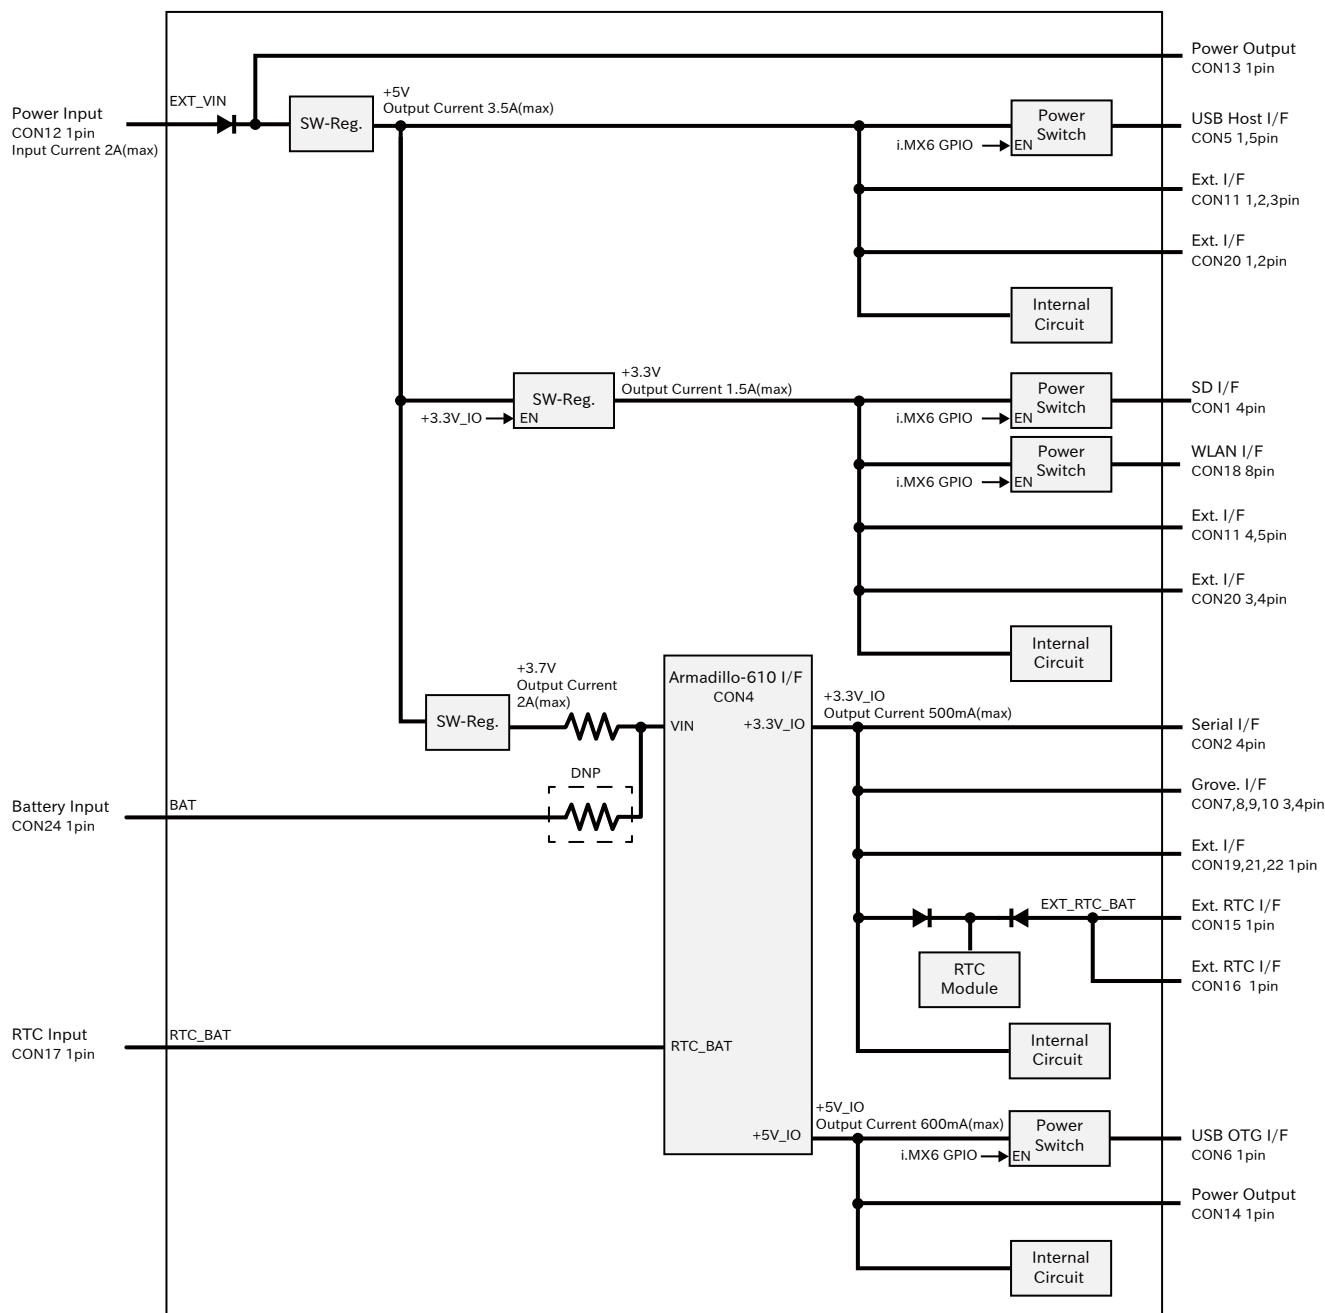 Power Output
CON13 1pin
EXT_VIN
+5V
Output Current 3.5A(max)
Power Input
CON12 1pin
Input Current 2A(max)
SW-Reg.
Power
Switch
i.MX6 GPIO
EN
USB Host I/F
CON5 1,5pin
Ext. I/F
CON11 1,2,3pin
Ext. I/F
CON20 1,2pin
Internal
Circuit
+3.3V
Output Current 1.5A(max)
SW-Reg.
+3.3V_IO
EN
Power
Switch
i.MX6 GPIO
EN
SD I/F
CON1 4pin
Power
Switch
i.MX6 GPIO
EN
WLAN I/F
CON18 8pin
Ext. I/F
CON11 4,5pin
Ext. I/F
CON20 3,4pin
Internal
Circuit
+3.7V
Output Current
2A(max)
SW-Reg.
Armadillo-610 I/F
CON4
VIN
+3.3V_IO
+3.3V_IO
Output Current 500mA(max)
Serial I/F
CON2 4pin
DNP
Battery Input
CON24 1pin
BAT
Grove. I/F
CON7,8,9,10 3,4pin
Ext. I/F
CON19,21,22 1pin
EXT_RTC_BAT
Ext. RTC I/F
CON15 1pin
RTC
Module
Ext. RTC I/F
CON16 1pin
RTC Input
CON17 1pin
RTC_BAT
RTC_BAT
Internal
Circuit
+5V_IO
Output Current 600mA(max)
+5V_IO
Power
Switch
i.MX6 GPIO
EN
USB OTG I/F
CON6 1pin
Power Output
CON14 1pin
Internal
Circuit